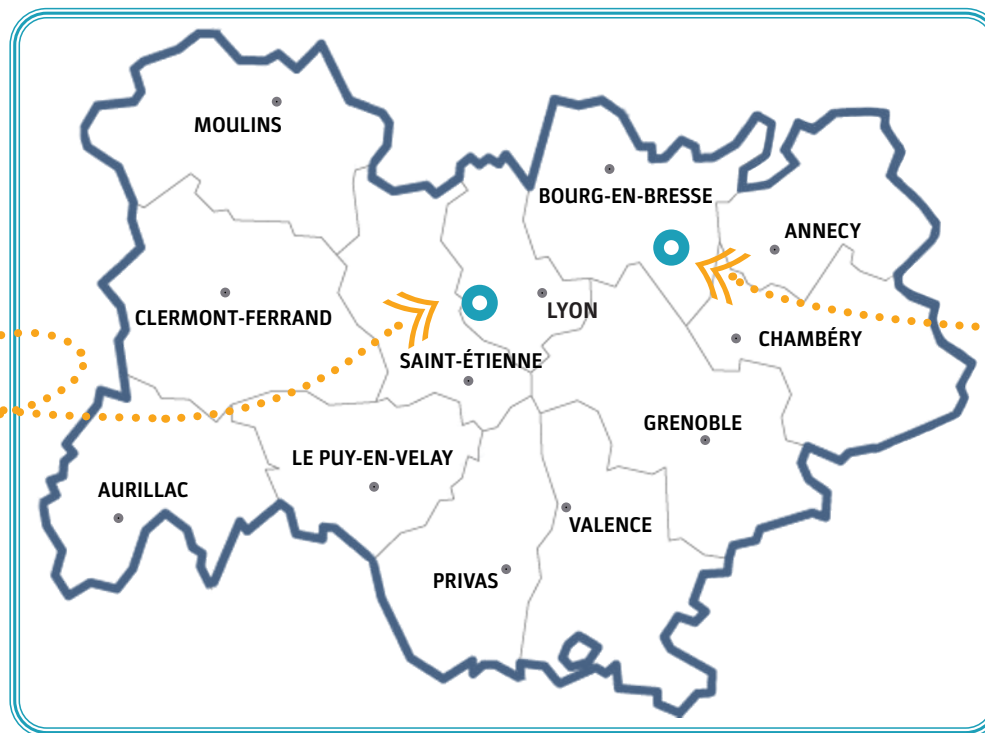 MOULINS
BOURG-EN-BRESSE
ANNECY
CLERMONT-FERRAND
LYON
CHAMBÉRY
SAINT-ÉTIENNE
GRENOBLE
LE PUY-EN-VELAY
AURILLAC
VALENCE
PRIVAS